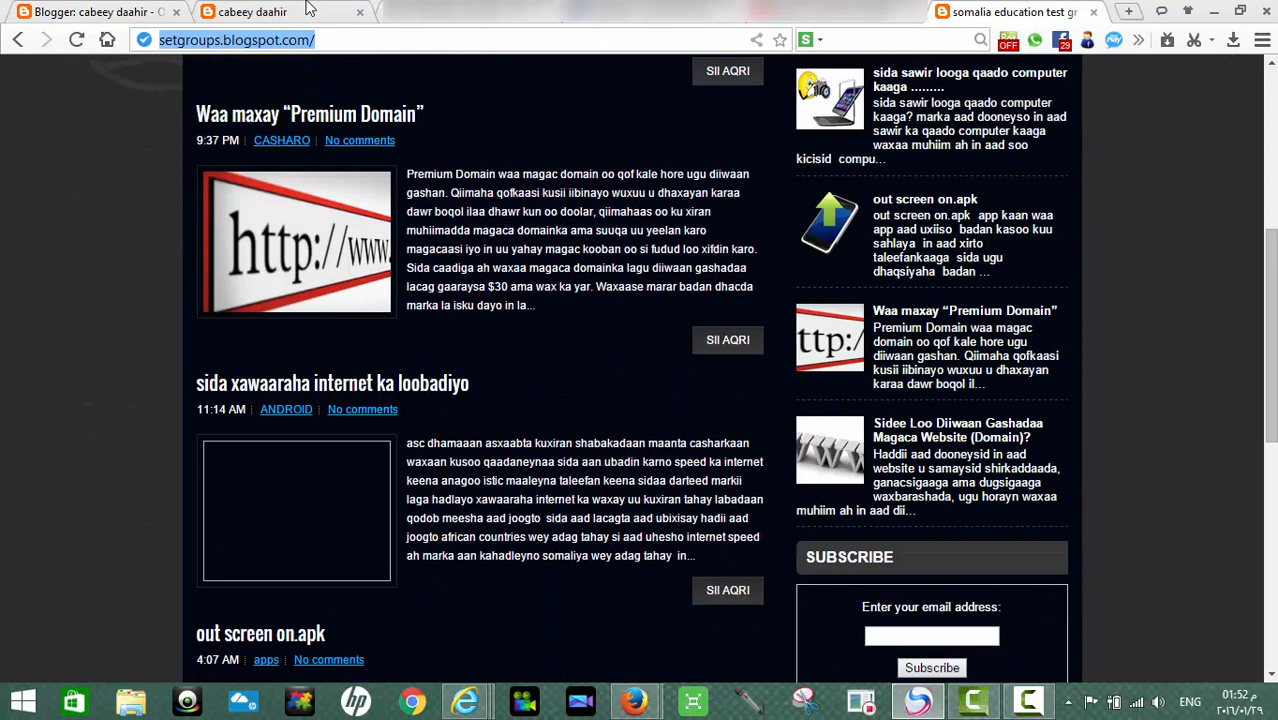 Blogger: cabeey daahir - O
cabeey daahir
somalia education test gr
setgroups.blogspot.com/
S
OFF
29
SII AQRI
Waa maxay “Premium Domain”
9:37 PM CASHARO No comments
http://www.
Premium Domain waa magac domain oo qof kale hore ugu diiwaan
gashan. Qiimaha qofkaasi kusii iibinayo wuxuu u dhaxayan karaa
dawr boqol ilaa dhawr kun oo doolar, qiimahaas oo ku xiran
muhiimadda magaca domainka ama suuqa uu yeelan karo
magacaasi iyo in uu yahay magac kooban oo si fudud loo xifdin karo.
Sida caadiga ah waxaa magaca domainka lagu diiwaan gashadaa
lacag gaaraysa $30 ama wax ka yar. Waxaase marar badan dhacda
marka la isku dayo in la...
SII AQRI
sida xawaaraha internet ka loobadiyo
11:14 AM ANDROID No comments
asc dhamaaan asxaabta kuxiran shabakadaan maanta casharkaan
waxaan kusoo qaadaneynaa sida aan ubadin karno speed ka internet
keena anagoo istic maaleyna taleefan keena sidaa darteed markii
laga hadlayo xawaaraha internet ka waxay uu kuxiran tahay labadaan
qodob meesha aad joogto sida aad lacagta aad ubixisay hadii aad
joogto african countries wey adag tahay si aad uhesho internet speed
ah marka aan kahadleyno somaliya wey adag tahay in...
SII AQRI
out screen on.apk
4:07 AM apps No comments
sida sawir looga qaado computer
kaaga .........
sida sawir looga qaado computer
kaaga? marka aad dooneyso in aad
sawir ka qaado computer kaaga
waxaa muhiim ah in aad soo
kicisid compu...
out screen on.apk
out screen on.apk app kaan waa
app aad uxiiso badan kasoo kuu
sahlaya in aad xirto
taleefankaaga sida ugu
dhaqsiyaha badan ...
ttp:/
Waa maxay “Premium Domain”
Premium Domain waa magac
domain oo qof kale hore ugu
diiwaan gashan. Qiimaha qofkaasi
kusii iibinayo wuxuu u dhaxayan
karaa dawr boqol il...
Sidee Loo Diiwaan Gashadaa
Magaca Website (Domain)?
Haddii aad dooneysid in aad
website u samaysid shirkaddaada,
ganacsigaaga ama dugsigaaga
waxbarashada, ugu horayn waxaa
muhiim ah in aad dii...
SUBSCRIBE
Enter your email address:
Subscribe
ENG
01:52 م
٢٠١٦/٠١/٢٩